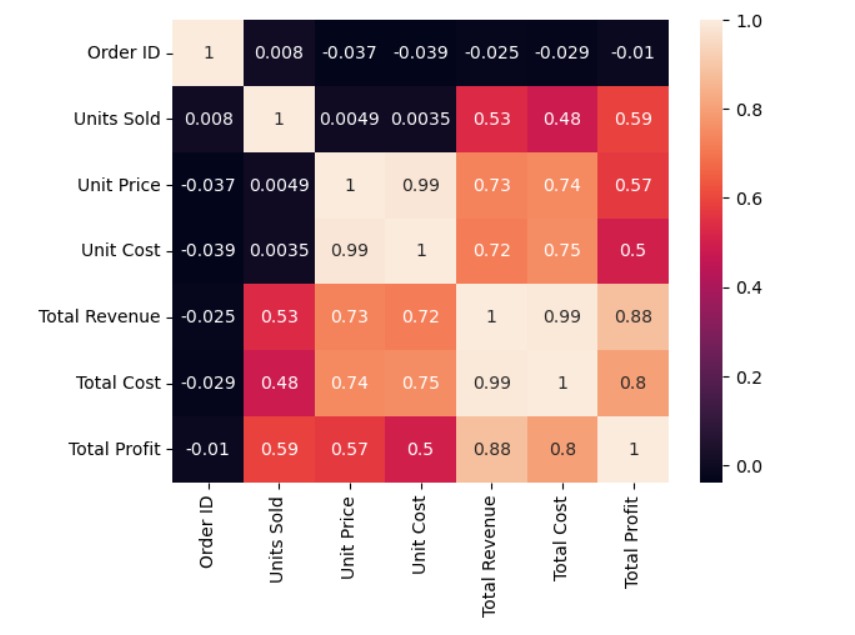 Order ID 1 0.008 -0.037 -0.039 -0.025 -0.029 -0.01
Units Sold 0.008 1 0.0049 0.0035 0.53 0.48 0.59
Unit Price -0.037 0.0049 1 0.99 0.73 0.74 0.57
Unit Cost -0.039 0.0035 0.99 1 0.72 0.75 0.5
Total Revenue -0.025 0.53 0.73 0.72 1 0.99 0.88
Total Cost -0.029 0.48 0.74 0.75 0.99 1 0.8
Total Profit -0.01 0.59 0.57 0.5 0.88 0.8 1
Order ID
Units Sold
Unit Price
Unit Cost
Total Revenue
Total Cost
Total Profit
1.0
0.8
0.6
0.4
0.2
0.0